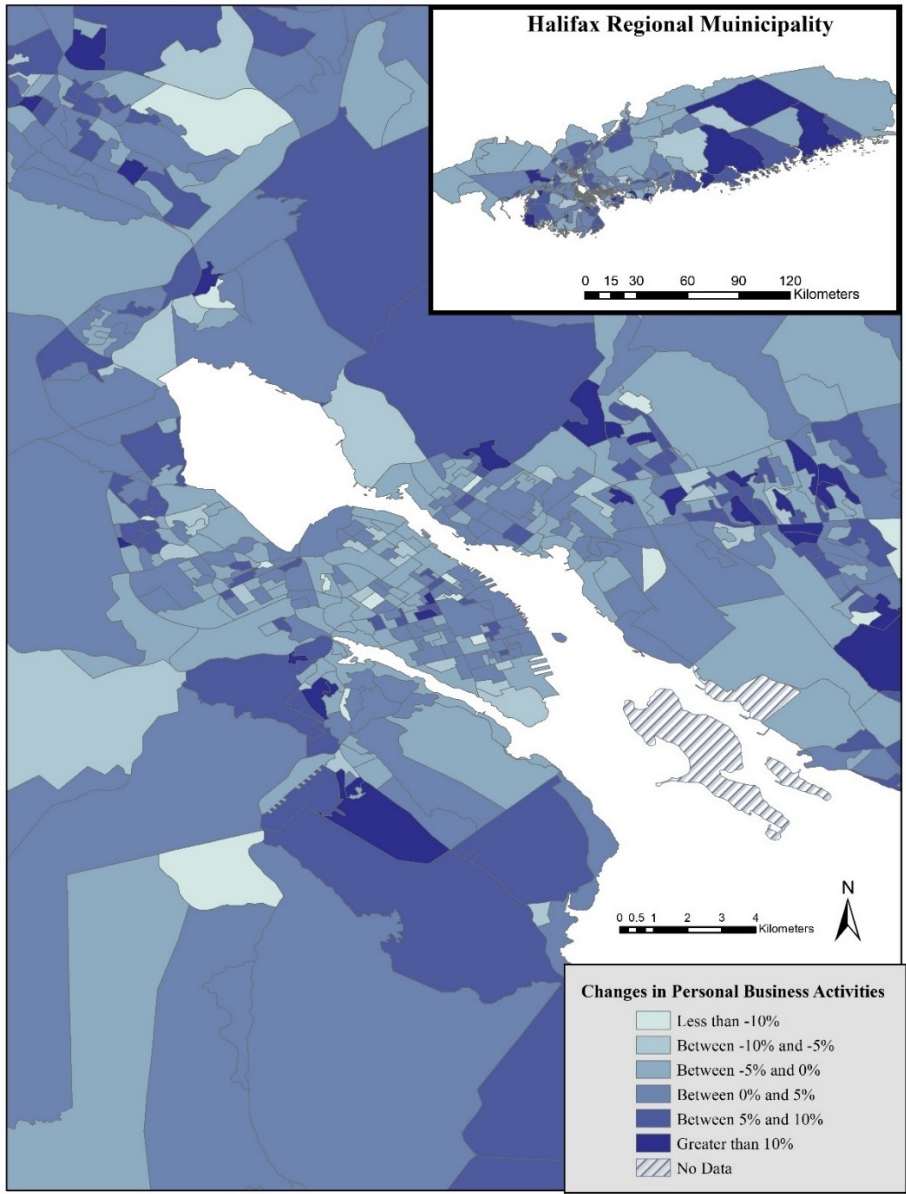 Halifax Regional Muinicipality
0 15 30 60 90 120
Kilometers
N
0 0.5 1 2 3 4
Kilometers
Changes in Personal Business Activities
Less than -10%
Between -10% and -5%
Between -5% and 0%
Between 0% and 5%
Between 5% and 10%
Greater than 10%
No Data